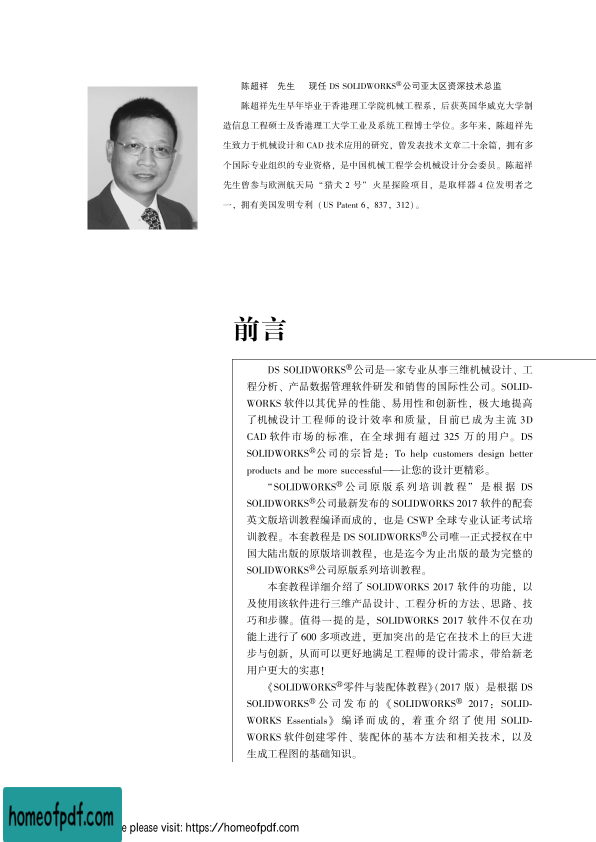 陈超祥 先生 现任 DS SOLIDWORKS®公司亚太区资深技术总监
陈超祥先生早年毕业于香港理工学院机械工程系，后获英国华威克大学制
造信息工程硕士及香港理工大学工业及系统工程博士学位。多年来，陈超祥先
生致力于机械设计和 CAD 技术应用的研究，曾发表技术文章二十余篇，拥有多
个国际专业组织的专业资格，是中国机械工程学会机械设计分会委员。陈超祥
先生曾参与欧洲航天局“猎犬 2 号”火星探险项目，是取样器 4 位发明者之
一，拥有美国发明专利（US Patent 6，837，312）。
前言
DS SOLIDWORKS®公司是一家专业从事三维机械设计、工
程分析、产品数据管理软件研发和销售的国际性公司。SOLID-
WORKS 软件以其优异的性能、易用性和创新性，极大地提高
了机械设计工程师的设计效率和质量，目前已成为主流 3D
CAD 软件市场的标准，在全球拥有超过 325 万的用户。DS
SOLIDWORKS®公司的宗旨是：To help customers design better
products and be more successful——让您的设计更精彩。
“SOLIDWORKS®公司原版系列培训教程”是根据 DS
SOLIDWORKS®公司最新发布的 SOLIDWORKS 2017 软件的配套
英文版培训教程编译而成的，也是 CSWP 全球专业认证考试培
训教程。本套教程是 DS SOLIDWORKS®公司唯一正式授权在中
国大陆出版的原版培训教程，也是迄今为止出版的最为完整的
SOLIDWORKS®公司原版系列培训教程。
本套教程详细介绍了 SOLIDWORKS 2017 软件的功能，以
及使用该软件进行三维产品设计、工程分析的方法、思路、技
巧和步骤。值得一提的是，SOLIDWORKS 2017 软件不仅在功
能上进行了 600 多项改进，更加突出的是它在技术上的巨大进
步与创新，从而可以更好地满足工程师的设计需求，带给新老
用户更大的实惠！
《SOLIDWORKS®零件与装配体教程》（2017 版）是根据 DS
SOLIDWORKS®公司发布的《SOLIDWORKS® 2017：SOLID-
WORKS Essentials》编译而成的，着重介绍了使用 SOLID-
WORKS 软件创建零件、装配体的基本方法和相关技术，以及
生成工程图的基础知识。
homeofpdf.com
e please visit: https://homeofpdf.com